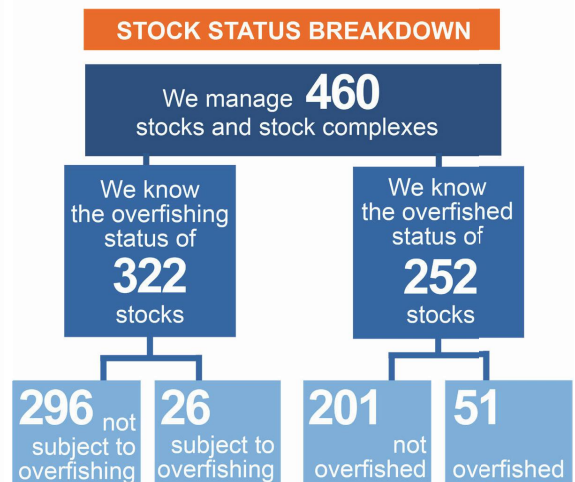 STOCK STATUS BREAKDOWN
We manage 460
stocks and stock complexes
We know
the overfishing
status of
322
stocks
We know
the overfished
status of
252
stocks
296 not
subject to
overfishing
26
subject to
overfishing
201
not
overfished
51
overfished